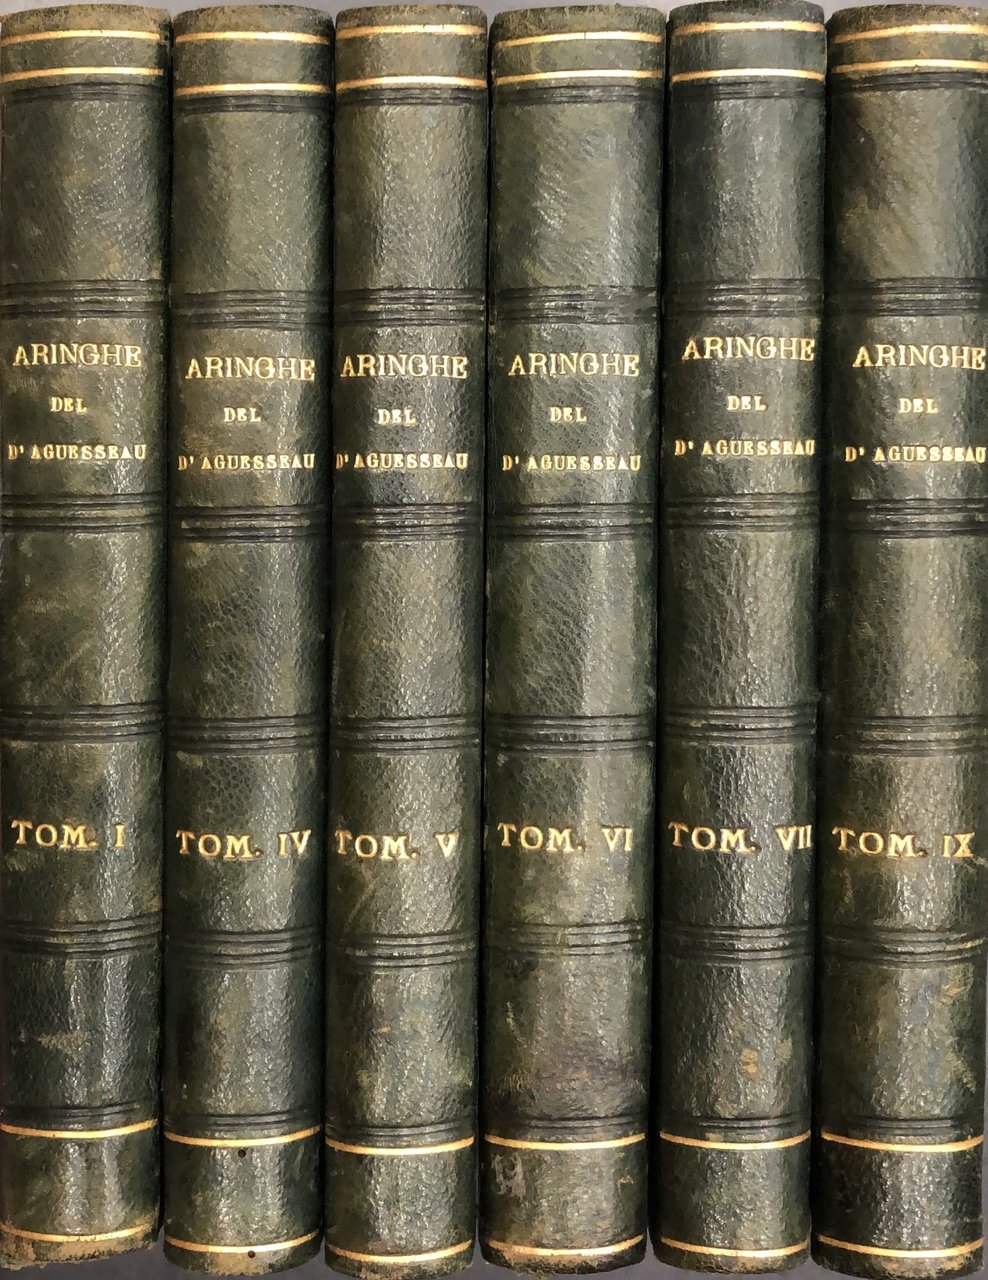 ARINGHE
DEL
D' AGUESSEAU
TOM. I
ARINGHE
DEL
D' AGUESSEAU
TOM. IV
ARINGHE
DEL
D' AGUESSEAU
TOM. V
ARINGHE
DEL
D' AGUESSEAU
TOM. VI
ARINGHE
DEL
D' AGUESSEAU
TOM. VII
ARINGHE
DEL
D' AGUESSEAU
TOM. IX